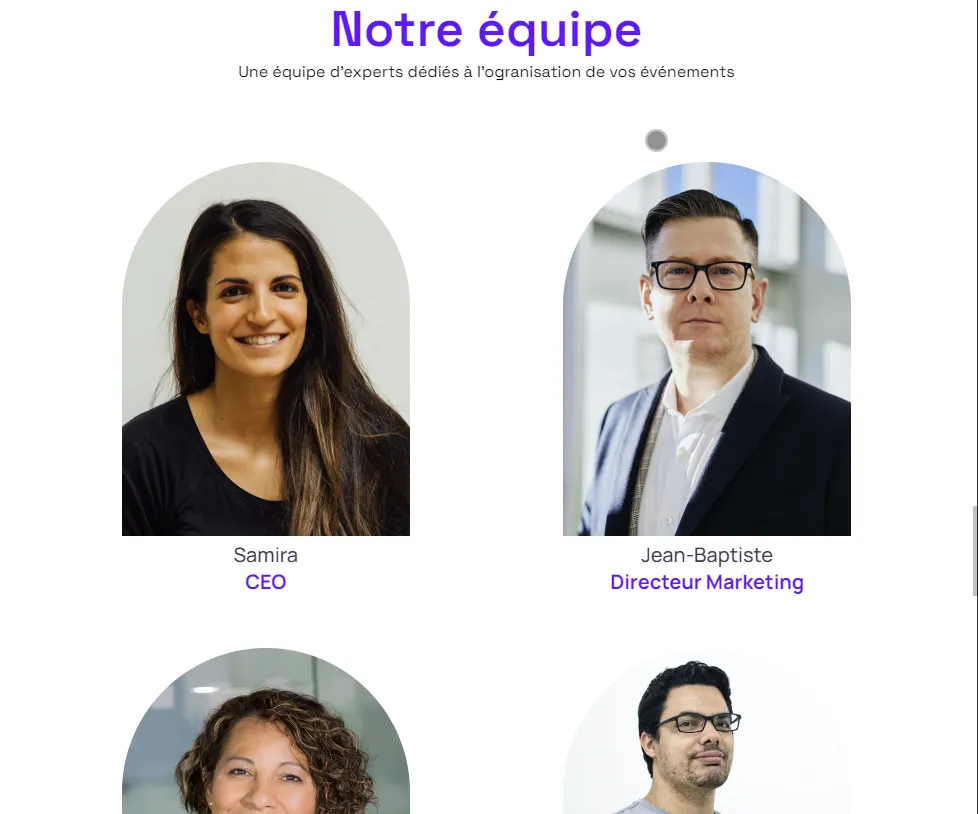 Notre équipe
Une équipe d'experts dédiés à l'ogranisation de vos événements
Samira
CEO
Jean-Baptiste
Directeur Marketing